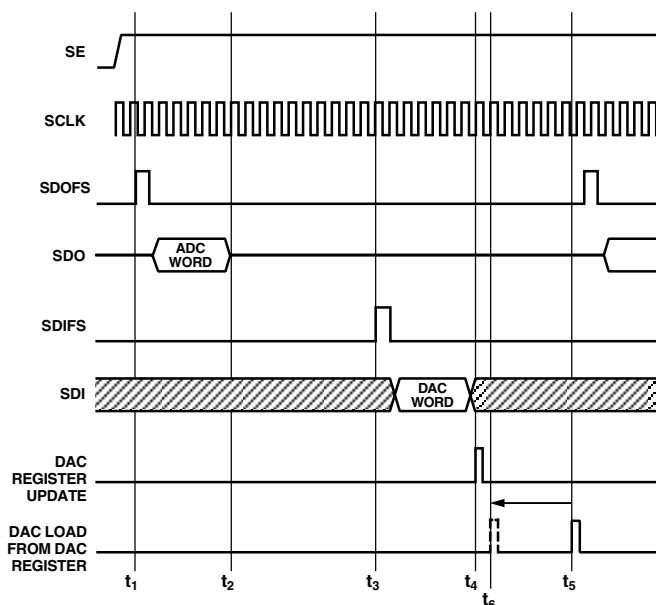 SE
SCLK
SDOFS
SDO
ADC
WORD
SDIFS
SDI
DAC
WORD
DAC
REGISTER
UPDATE
DAC LOAD
FROM DAC
REGISTER
t1
t2
t3
t4
t6
t5